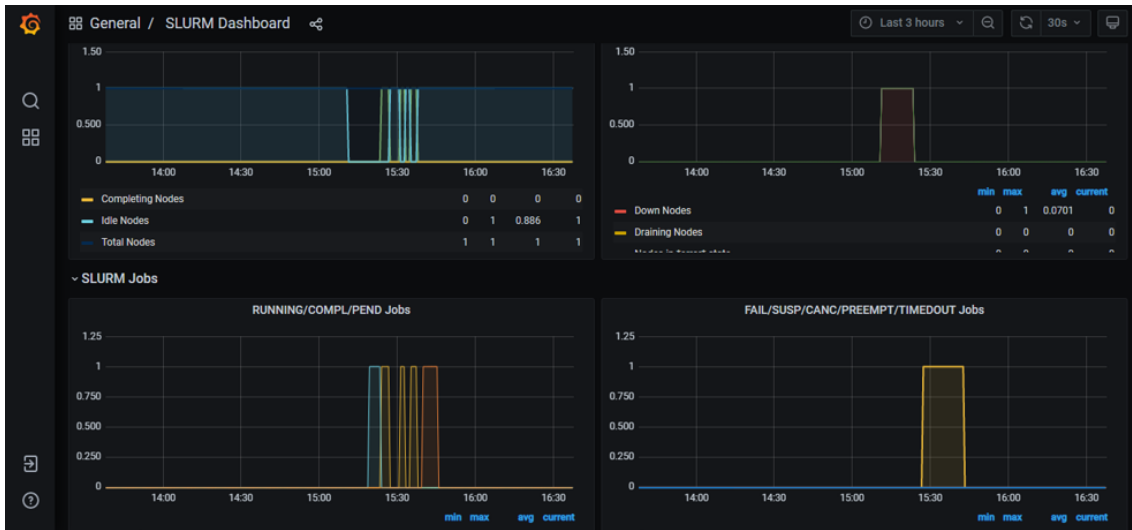 General / SLURM Dashboard
Last 3 hours
30s
1.50
1
0.500
0
14:00 14:30 15:00 15:30 16:00 16:30
Completing Nodes 0 0 0 0
Idle Nodes 0 1 0.886 1
Total Nodes 1 1 1 1
1.50
1
0.500
0
14:00 14:30 15:00 15:30 16:00 16:30
min max avg current
Down Nodes 0 1 0.0701 0
Draining Nodes 0 0 0 0
SLURM Jobs
RUNNING/COMPL/PEND Jobs
1.25
1
0.750
0.500
0.250
0
14:00 14:30 15:00 15:30 16:00 16:30
min max avg current
FAIL/SUSP/CANC/PREEMPT/TIMEDOUT Jobs
1.25
1
0.750
0.500
0.250
0
14:00 14:30 15:00 15:30 16:00 16:30
min max avg current